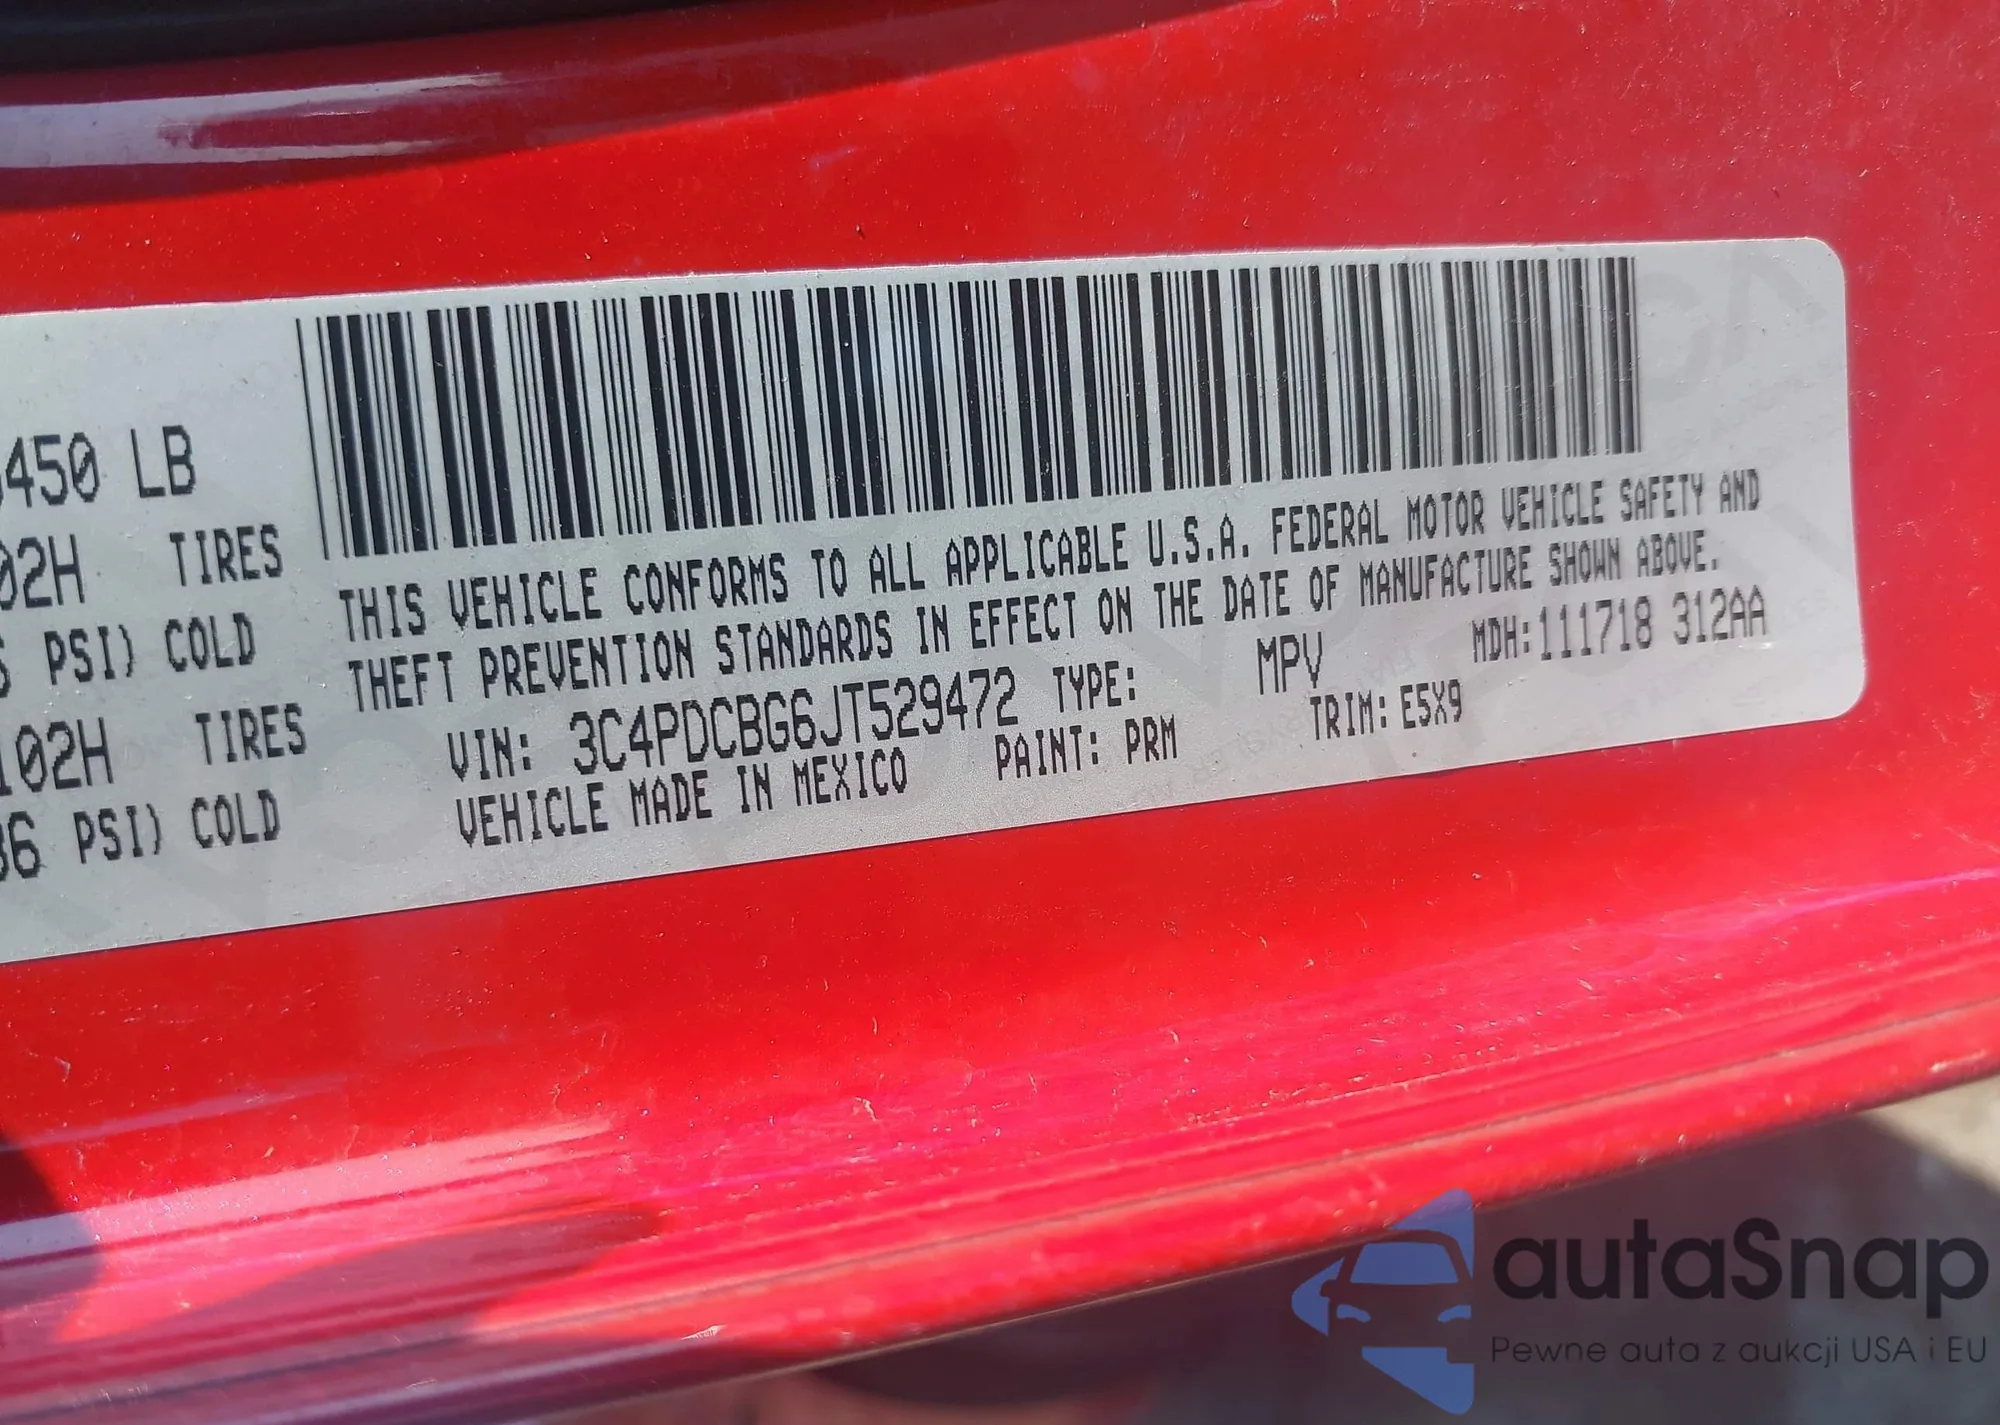 450 LB
02H TIRES
PSI) COLD
102H TIRES
36 PSI) COLD
THIS VEHICLE CONFORMS TO ALL APPLICABLE U.S.A. FEDERAL MOTOR VEHICLE SAFETY AND
THEFT PREVENTION STANDARDS IN EFFECT ON THE DATE OF MANUFACTURE SHOWN ABOVE.
VIN: 3C4PDCBG6JT529472 TYPE: MPV MDH:111718 312AA
VEHICLE MADE IN MEXICO PAINT: PRM TRIM: E5X9
autaSnap
Pewne auta z aukcji USA i EU